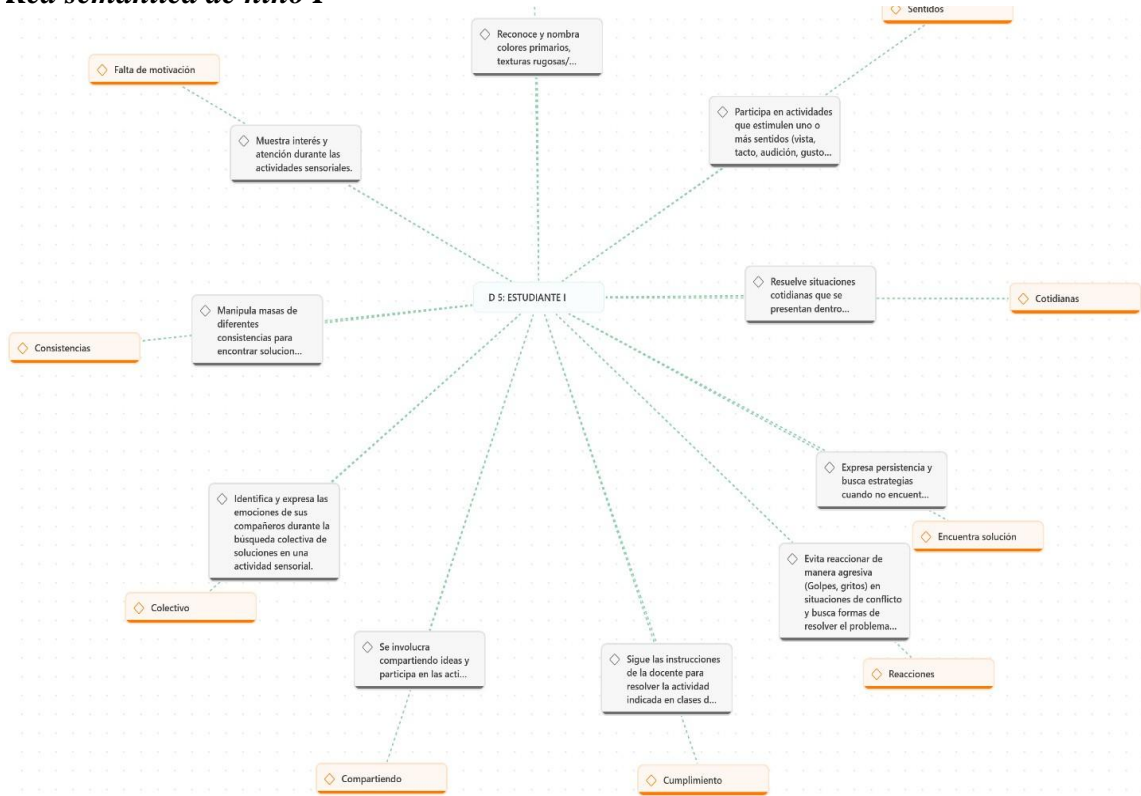 Red semántica de niño I
Sentidos
Reconoce y nombra
colores primarios,
texturas rugosas/...
Falta de motivación
Participa en actividades
que estimulen uno o
más sentidos (vista,
tacto, audición, gusto...
Muestra interés y
atención durante las
actividades sensoriales.
Resuelve situaciones
cotidianas que se
presentan dentro...
D 5: ESTUDIANTE I
Cotidianas
Manipula masas de
diferentes
consistencias para
encontrar solucion...
Consistencias
Expresa persistencia y
busca estrategias
cuando no encuent...
Identifica y expresa las
emociones de sus
compañeros durante la
búsqueda colectiva de
soluciones en una
actividad sensorial.
Encuentra solución
Evita reaccionar de
manera agresiva
(Golpes, gritos) en
situaciones de conflicto
y busca formas de
resolver el problema...
Colectivo
Se involucra
compartiendo ideas y
participa en las acti...
Sigue las instrucciones
de la docente para
resolver la actividad
indicada en clases d...
Reacciones
Compartiendo
Cumplimiento